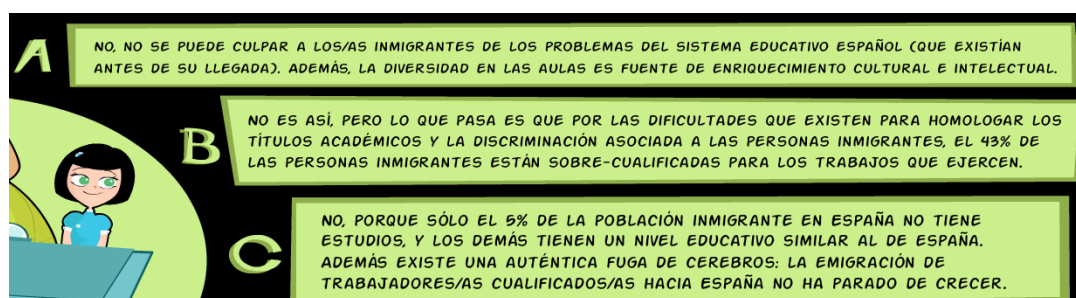 A
NO, NO SE PUEDE CULPAR A LOS/AS INMIGRANTES DE LOS PROBLEMAS DEL SISTEMA EDUCATIVO ESPAÑOL (QUE EXISTÍAN
ANTES DE SU LLEGADA). ADEMÁS, LA DIVERSIDAD EN LAS AULAS ES FUENTE DE ENRIQUECIMIENTO CULTURAL E INTELECTUAL.
B
NO ES ASÍ, PERO LO QUE PASA ES QUE POR LAS DIFICULTADES QUE EXISTEN PARA HOMOLOGAR LOS
TÍTULOS ACADÉMICOS Y LA DISCRIMINACIÓN ASOCIADA A LAS PERSONAS INMIGRANTES, EL 43% DE
LAS PERSONAS INMIGRANTES ESTÁN SOBRE-CUALIFICADAS PARA LOS TRABAJOS QUE EJERCEN.
C
NO, PORQUE SÓLO EL 5% DE LA POBLACIÓN INMIGRANTE EN ESPAÑA NO TIENE
ESTUDIOS, Y LOS DEMÁS TIENEN UN NIVEL EDUCATIVO SIMILAR AL DE ESPAÑA.
ADEMÁS EXISTE UNA AUTÉNTICA FUGA DE CEREBROS: LA EMIGRACIÓN DE
TRABAJADORES/AS CUALIFICADOS/AS HACIA ESPAÑA NO HA PARADO DE CRECER.